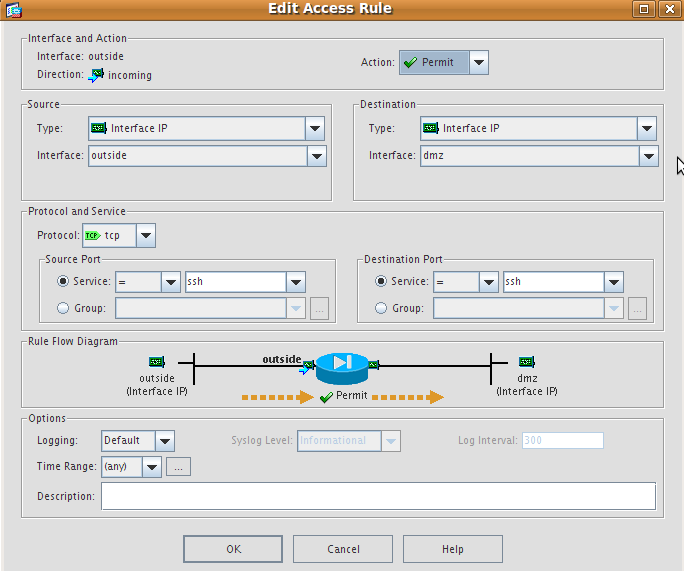 Edit Access Rule
Interface and Action
Interface: outside
Action: Permit
Direction: incoming
Source
Type: Interface IP
Interface: outside
Destination
Type: Interface IP
Interface: dmz
Protocol and Service
Protocol: TCP tcp
Source Port
Service: = ssh
Group: ...
Destination Port
Service: = ssh
Group: ...
Rule Flow Diagram
outside
(Interface IP)
outside
Permit
dmz
(Interface IP)
Options
Logging: Default Syslog Level: Informational Log Interval: 300
Time Range: (any) ...
Description:
OK Cancel Help